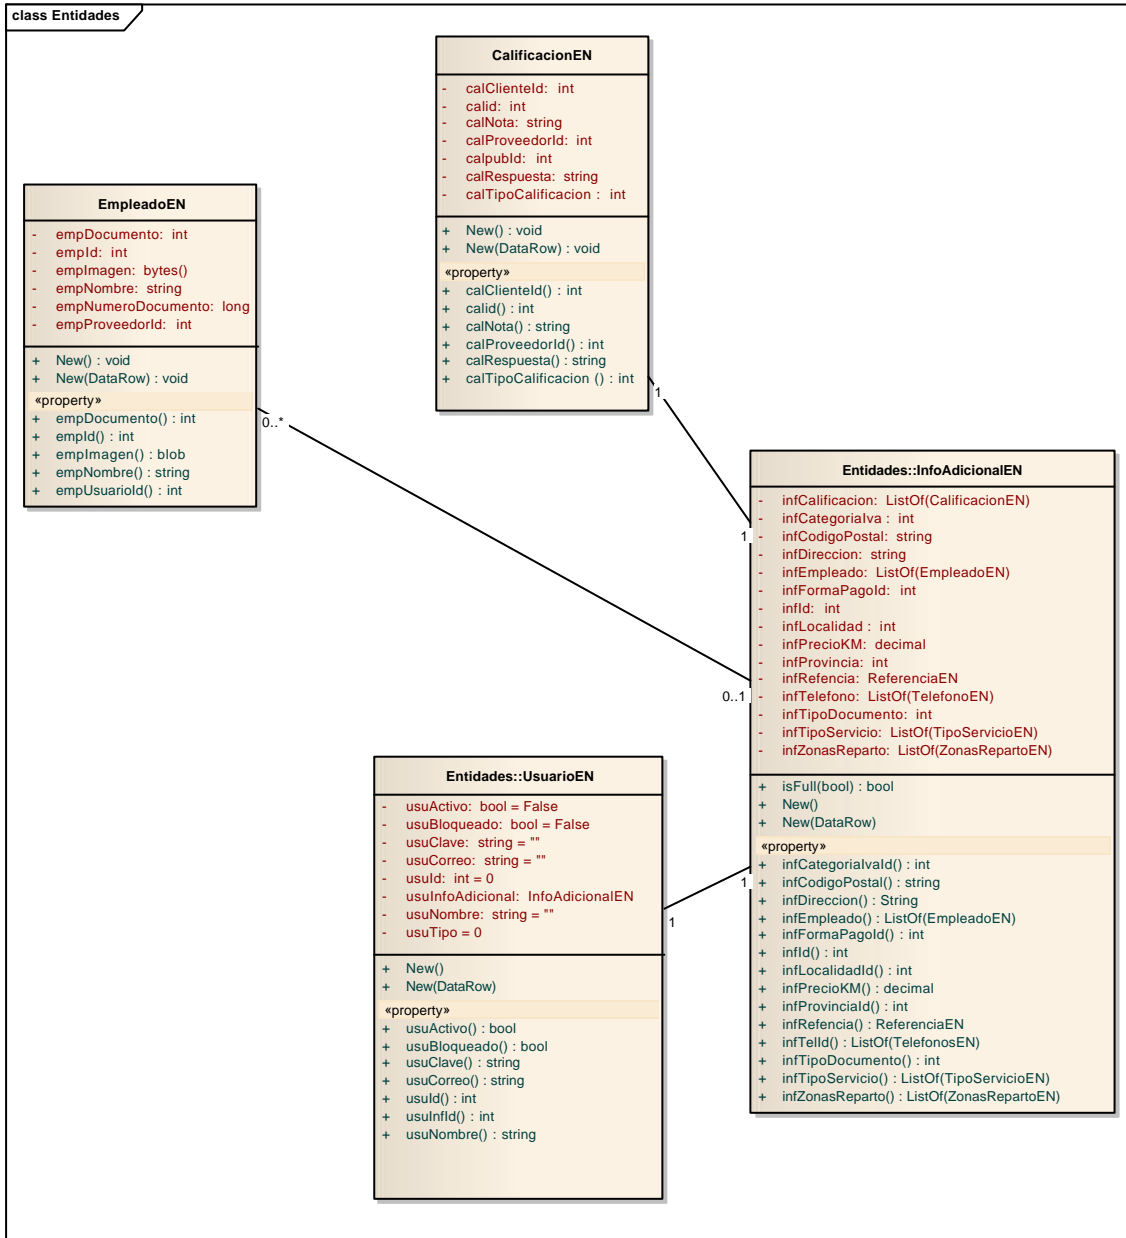 class Entidades
CalificacionEN
- calClienteId: int
- calid: int
- calNota: string
- calProveedorId: int
- calpubId: int
- calRespuesta: string
- calTipoCalificacion : int
+ New() : void
+ New(DataRow) : void
«property»
+ calClienteId() : int
+ calid() : int
+ calNota() : string
+ calProveedorId() : int
+ calRespuesta() : string
+ calTipoCalificacion () : int
EmpleadoEN
- empDocumento: int
- empId: int
- empImagen: bytes()
- empNombre: string
- empNumeroDocumento: long
- empProveedorId: int
+ New() : void
+ New(DataRow) : void
«property»
+ empDocumento() : int
+ empId() : int
+ empImagen() : blob
+ empNombre() : string
+ empUsuarioId() : int
0..*
1
1
0..1
Entidades::InfoAdicionalEN
- infCalificacion: ListOf(CalificacionEN)
- infCategoriaIva : int
- infCodigoPostal: string
- infDireccion: string
- infEmpleado: ListOf(EmpleadoEN)
- infFormaPagoId: int
- infId: int
- infLocalidad : int
- infPrecioKM: decimal
- infProvincia: int
- infRefencia: ReferenciaEN
- infTelefono: ListOf(TelefonoEN)
- infTipoDocumento: int
- infTipoServicio: ListOf(TipoServicioEN)
- infZonasReparto: ListOf(ZonasRepartoEN)
+ isFull(bool) : bool
+ New()
+ New(DataRow)
«property»
+ infCategoriaIvaId() : int
+ infCodigoPostal() : string
+ infDireccion() : String
+ infEmpleado() : ListOf(EmpleadoEN)
+ infFormaPagoId() : int
+ infId() : int
+ infLocalidadId() : int
+ infPrecioKM() : decimal
+ infProvinciaId() : int
+ infRefencia() : ReferenciaEN
+ infTelId() : ListOf(TelefonosEN)
+ infTipoDocumento() : int
+ infTipoServicio() : ListOf(TipoServicioEN)
+ infZonasReparto() : ListOf(ZonasRepartoEN)
Entidades::UsuarioEN
- usuActivo: bool = False
- usuBloqueado: bool = False
- usuClave: string = ""
- usuCorreo: string = ""
- usuId: int = 0
- usuInfoAdicional: InfoAdicionalEN
- usuNombre: string = ""
- usuTipo = 0
+ New()
+ New(DataRow)
«property»
+ usuActivo() : bool
+ usuBloqueado() : bool
+ usuClave() : string
+ usuCorreo() : string
+ usuId() : int
+ usuInfId() : int
+ usuNombre() : string
1
1